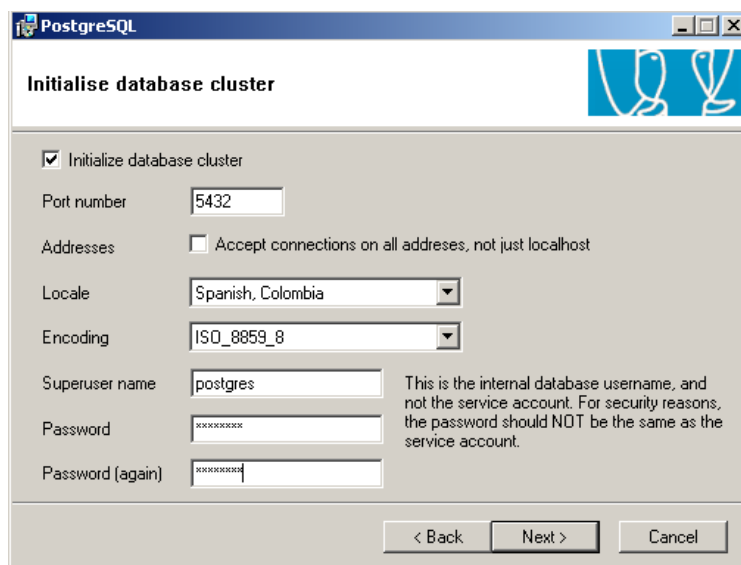 PostgreSQL
Initialise database cluster
Initialize database cluster
Port number 5432
Addresses Accept connections on all addreses, not just localhost
Locale Spanish, Colombia
Encoding ISO_8859_8
Superuser name postgres
This is the internal database username, and
not the service account. For security reasons,
the password should NOT be the same as the
service account.
Password ********
Password (again) ********
< Back Next > Cancel